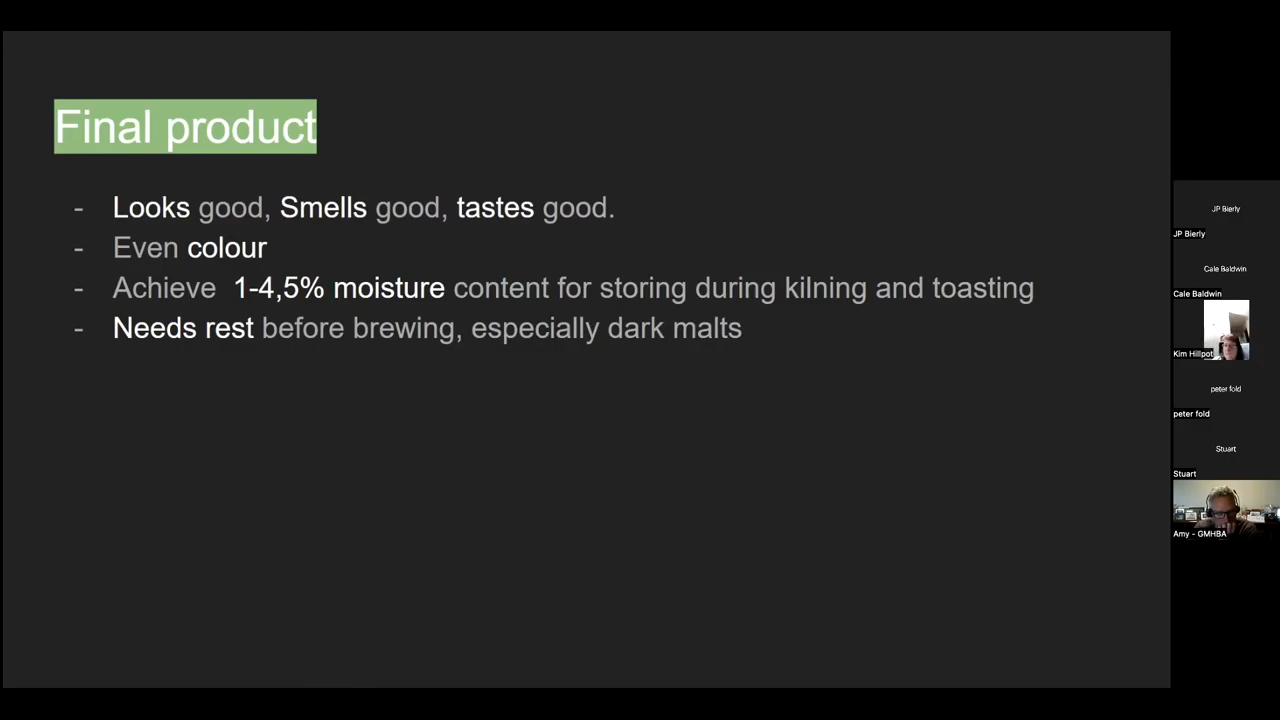 Final product
- Looks good, Smells good, tastes good.
- Even colour
- Achieve  1-4,5% moisture content for storing during kilning and toasting
- Needs rest before brewing, especially dark malts
JP Bierly
JP Bierly
Cale Baldwin
Cale Baldwin
Kim Hillpot
peter fold
peter fold
Stuart
Stuart
Amy - GMHBA